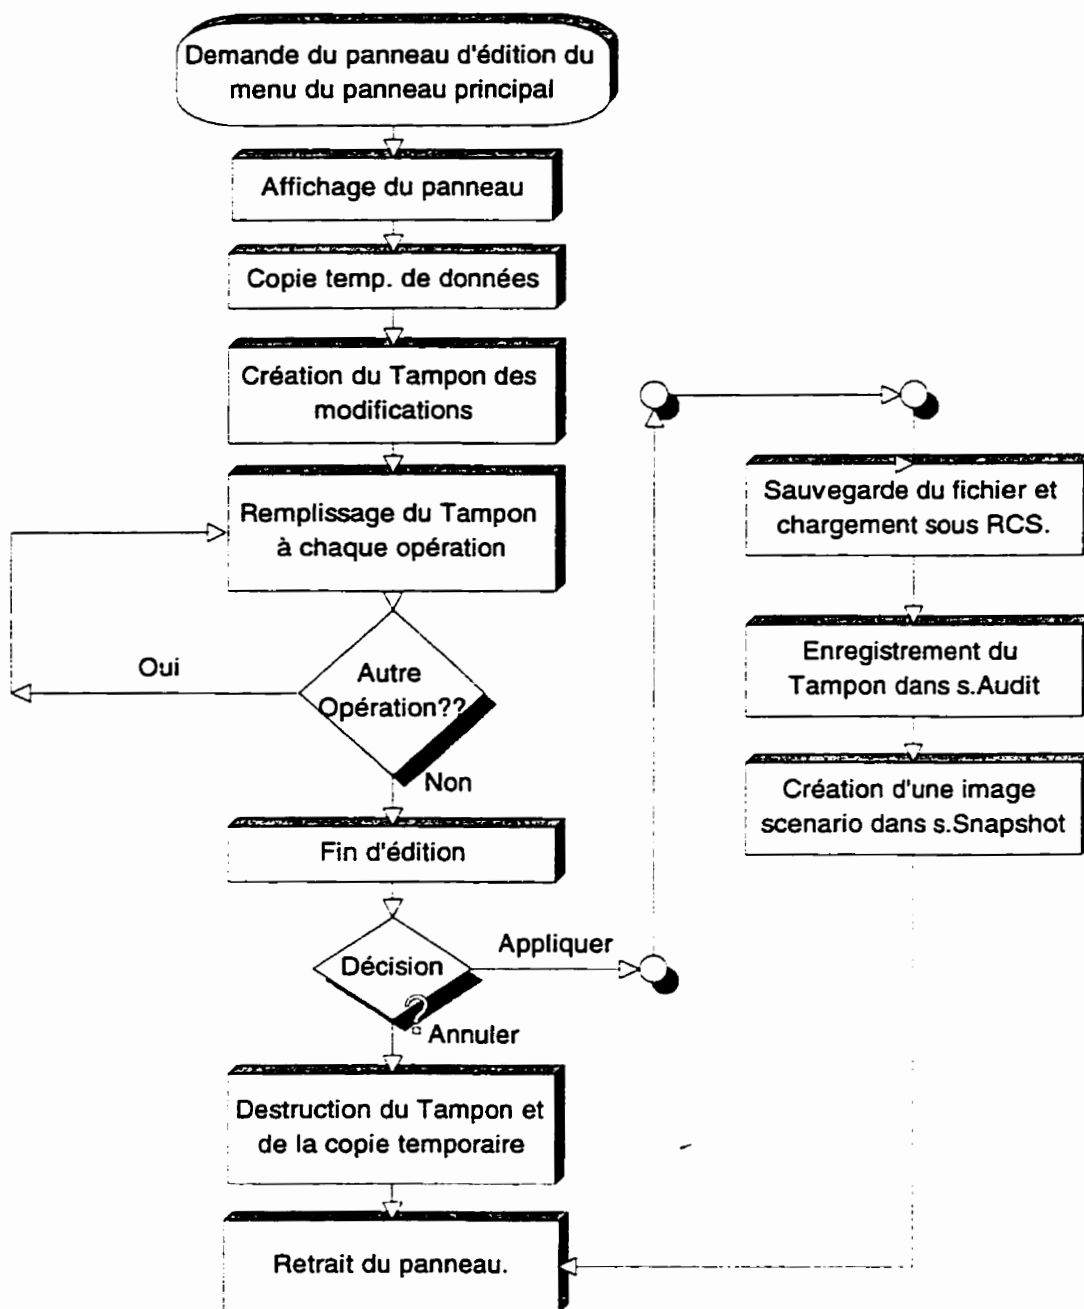 Demande du panneau d'édition du
menu du panneau principal
Affichage du panneau
Copie temp. de données
Création du Tampon des
modifications
Remplissage du Tampon
à chaque opération
Oui
Autre
Opération??
Non
Fin d'édition
Décision
?
Appliquer
Annuler
Destruction du Tampon et
de la copie temporaire
Retrait du panneau.
Sauvegarde du fichier et
chargement sous RCS.
Enregistrement du
Tampon dans s.Audit
Création d'une image
scenario dans s.Snapshot